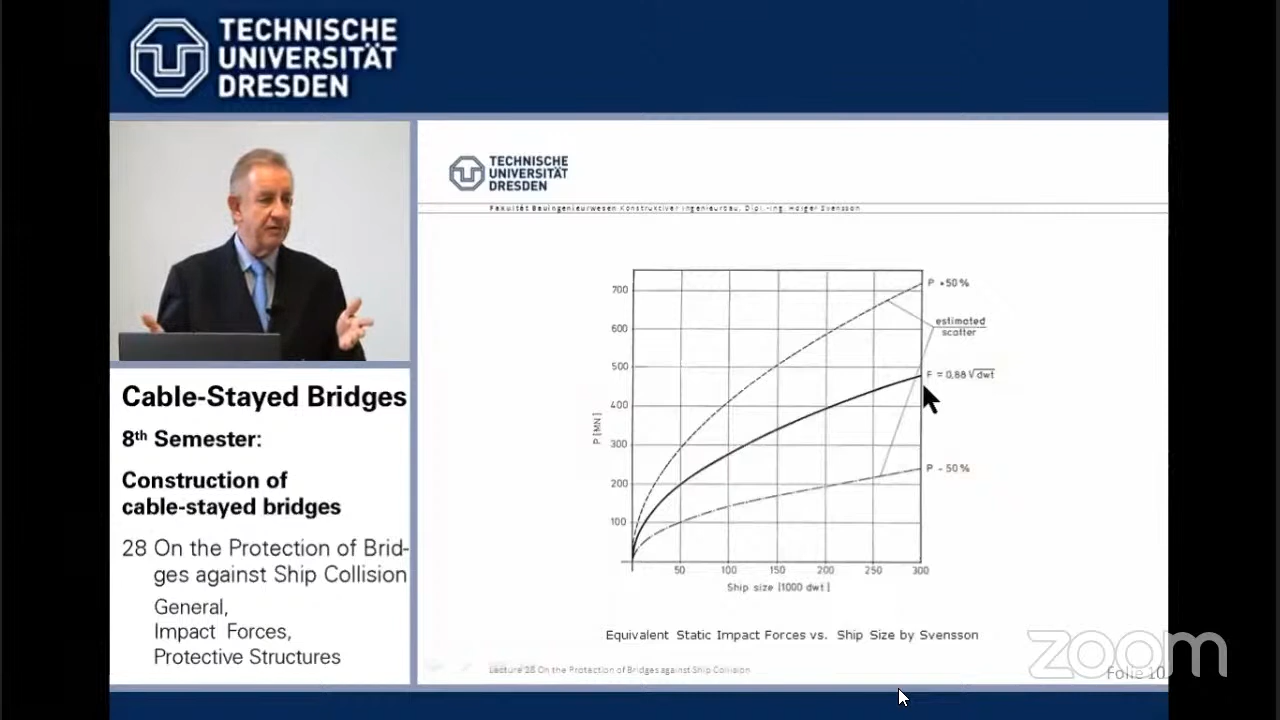 TECHNISCHE
UNIVERSITÄT
DRESDEN
Cable-Stayed Bridges
8th Semester:
Construction of
cable-stayed bridges
28 On the Protection of Brid-
ges against Ship Collision
General,
Impact Forces,
Protective Structures
TECHNISCHE
UNIVERSITÄT
DRESDEN
Fakultät Bauingenieurwesen Konstruktiver Ingenieurbau, Dipl.-Ing. Holger Svensson
700
600
500
400
300
200
100
P [MN]
P +50%
estimated
scatter
F = 0,88 √dwt
P - 50%
50 100 150 200 250 300
Ship size [1000 dwt]
Equivalent Static Impact Forces vs. Ship Size by Svensson
Lecture 28 On the Protection of Bridges against Ship Collision
Folie 10
zoom